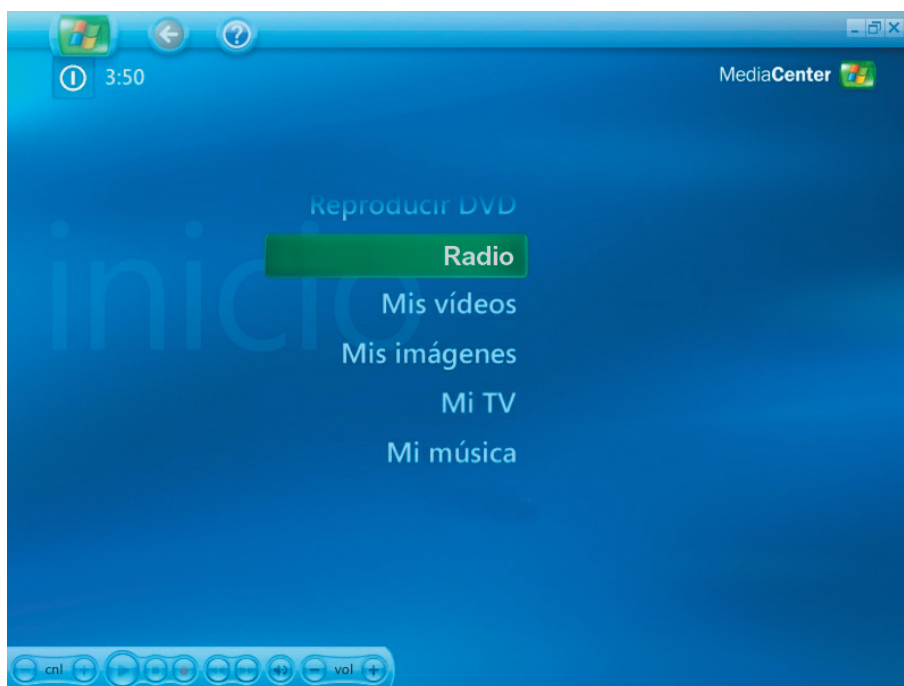 3:50
MediaCenter
inicio
Reproducir DVD
Radio
Mis vídeos
Mis imágenes
Mi TV
Mi música
cnl
vol